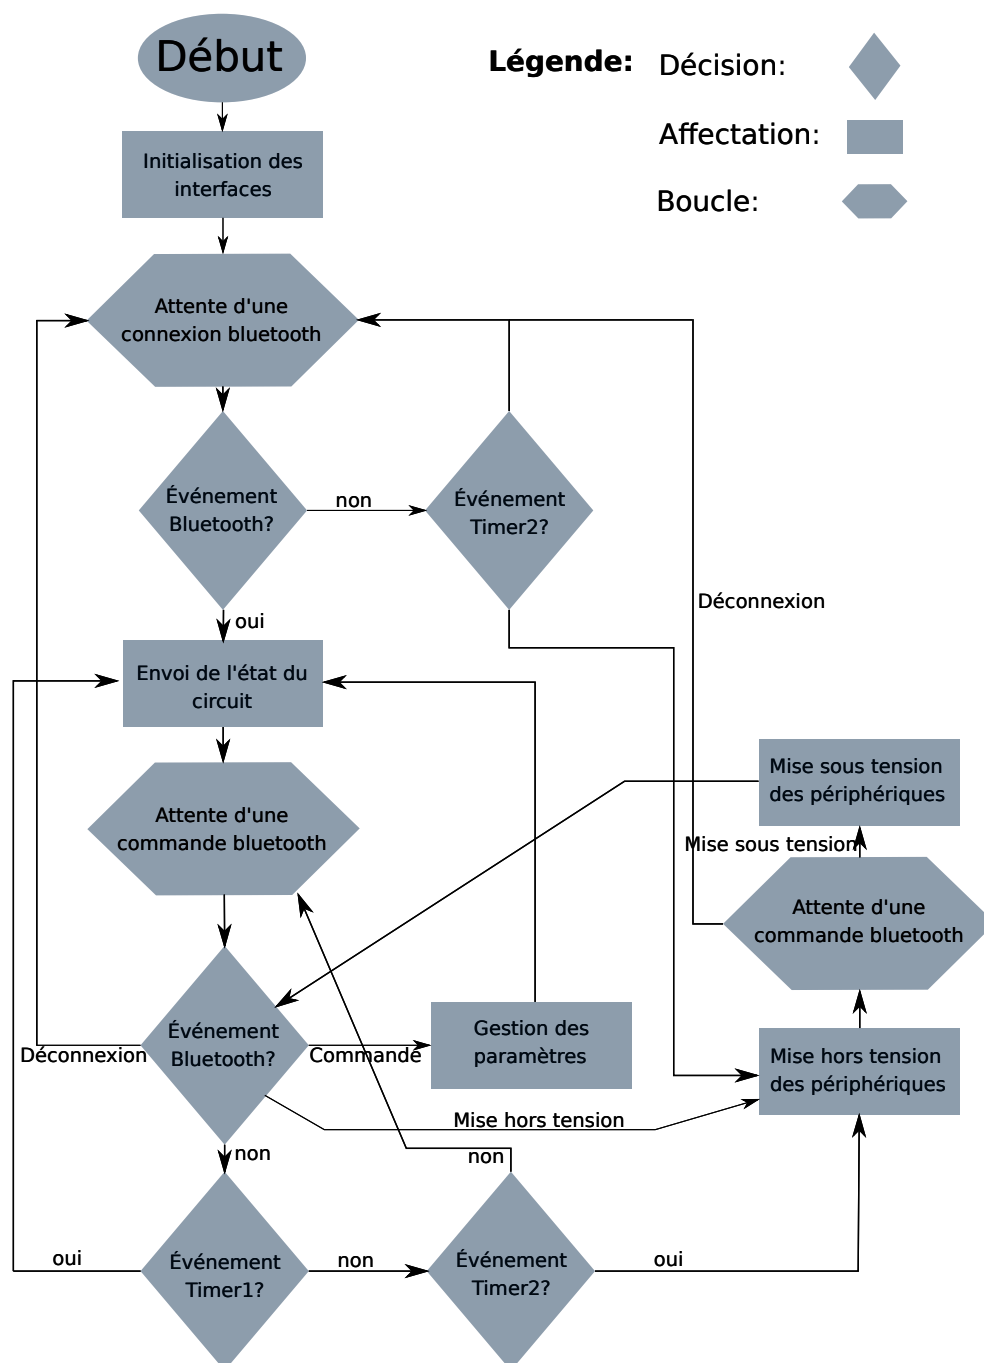 Début
Légende:
Décision:
Affectation:
Boucle:
Initialisation des
interfaces
Attente d'une
connexion bluetooth
Événement
Bluetooth?
non
Événement
Timer2?
oui
Déconnexion
Envoi de l'état du
circuit
Attente d'une
commande bluetooth
Mise sous tension
des périphériques
Mise sous tension
Attente d'une
commande bluetooth
Événement
Bluetooth?
Déconnexion
Commande
Gestion des
paramètres
Mise hors tension
des périphériques
Mise hors tension
non
non
Événement
Timer1?
oui
non
Événement
Timer2?
oui